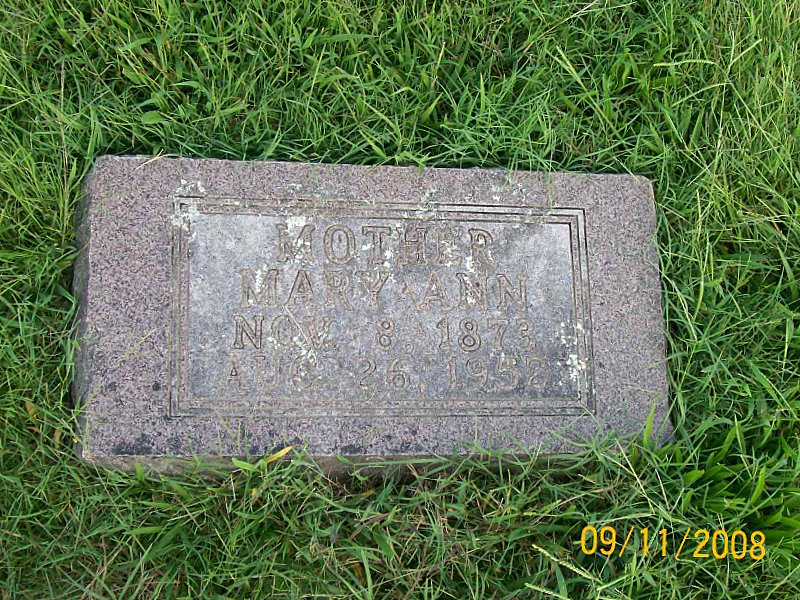 MOTHER
MARY ANN
NOV. 8, 1873
AUG. 26, 1952
09/11/2008